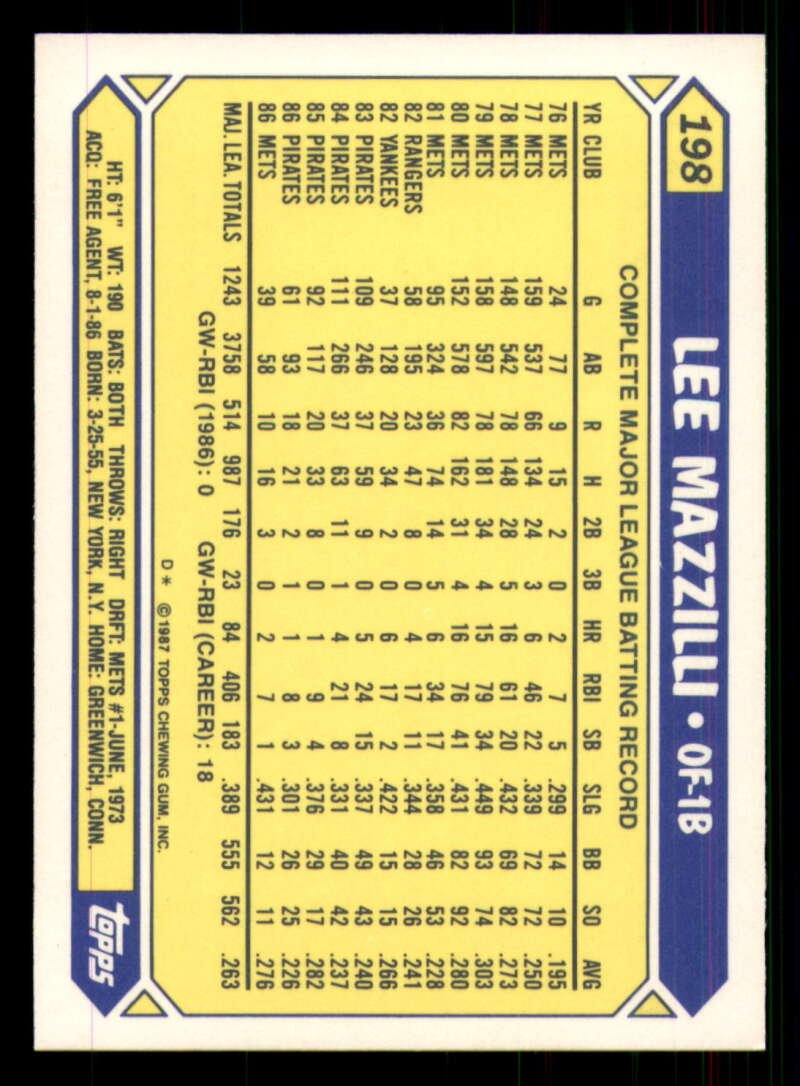 198 LEE MAZZILLI • OF-1B
COMPLETE MAJOR LEAGUE BATTING RECORD
YR CLUB G AB R H 2B 3B HR RBI SB SLG BB SO AVG
76 METS 24 77 9 15 2 0 2 7 5 .299 14 10 .195
77 METS 159 537 66 134 24 3 6 46 22 .339 72 72 .250
78 METS 148 542 78 148 28 5 16 61 20 .432 69 82 .273
79 METS 158 597 78 181 34 4 15 79 34 .449 93 74 .303
80 METS 152 578 82 162 31 4 16 76 41 .431 82 92 .280
81 METS 95 324 36 74 14 5 6 34 17 .358 46 53 .228
82 RANGERS 58 195 23 47 8 0 4 17 11 .344 28 26 .241
82 YANKEES 37 128 20 34 2 0 6 17 2 .422 15 15 .266
83 PIRATES 109 246 37 59 9 0 5 24 15 .337 49 43 .240
84 PIRATES 111 266 37 63 11 1 4 21 8 .331 40 42 .237
85 PIRATES 92 117 20 33 8 0 1 9 4 .376 29 17 .282
86 PIRATES 61 93 18 21 2 1 1 8 3 .301 26 25 .226
86 METS 39 58 10 16 3 0 2 7 1 .431 12 11 .276
MAJ. LEA. TOTALS 1243 3758 514 987 176 23 84 406 183 .389 555 562 .263
GW-RBI (1986): 0 GW-RBI (CAREER): 18
D* ©1987 TOPPS CHEWING GUM, INC.
HT: 6'1" WT: 190 BATS: BOTH THROWS: RIGHT DRFT: METS #1-JUNE, 1973
ACQ: FREE AGENT, 8-1-86 BORN: 3-25-55, NEW YORK, N.Y. HOME: GREENWICH, CONN.
topps